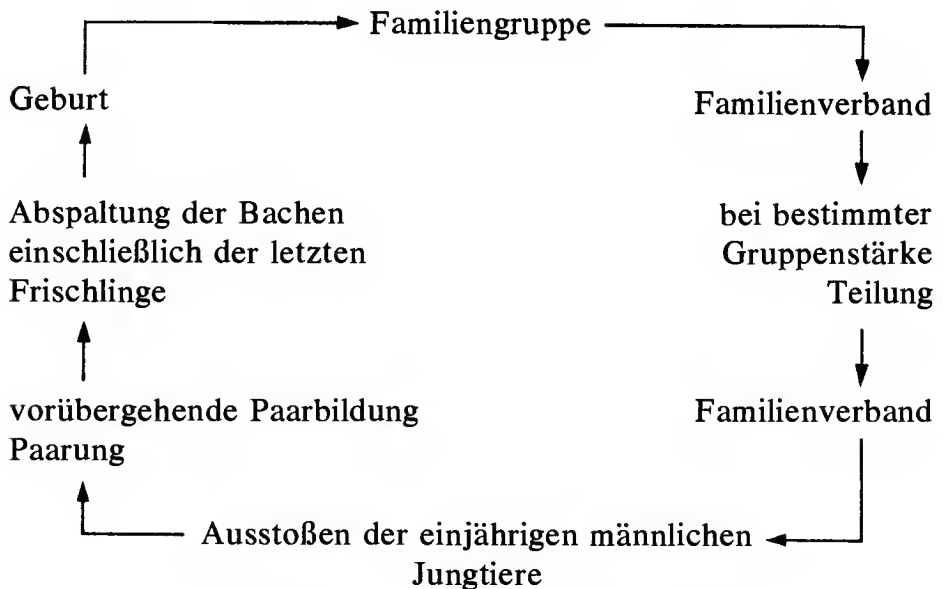 Familiengruppe
Familienverband
bei bestimmter
Gruppenstärke
Teilung
Familienverband
Ausstoßen der einjährigen männlichen
Jungtiere
vorübergehende Paarbildung
Paarung
Abspaltung der Bachen
einschließlich der letzten
Frischlinge
Geburt